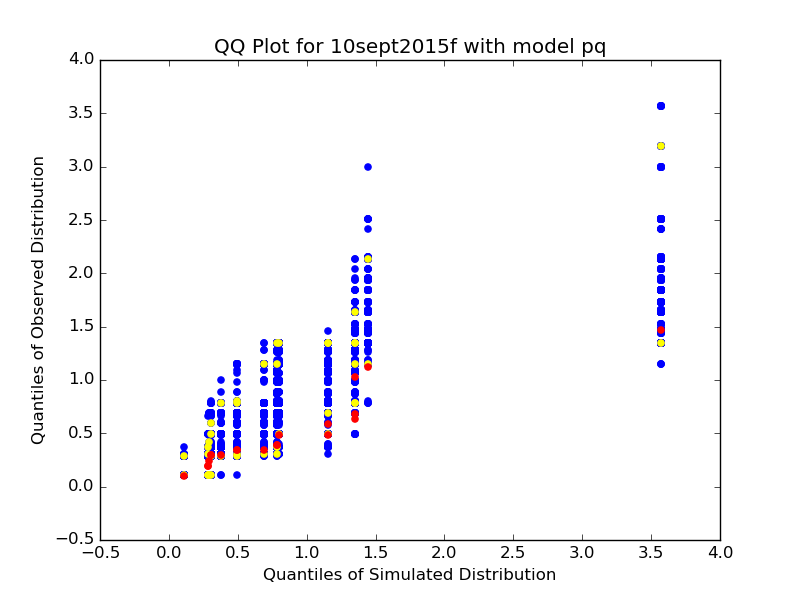 QQ Plot for 10sept2015f with model pq
4.0
3.5
3.0
2.5
2.0
1.5
1.0
0.5
0.0
−0.5
Quantiles of Observed Distribution
−0.5 0.0 0.5 1.0 1.5 2.0 2.5 3.0 3.5 4.0
Quantiles of Simulated Distribution